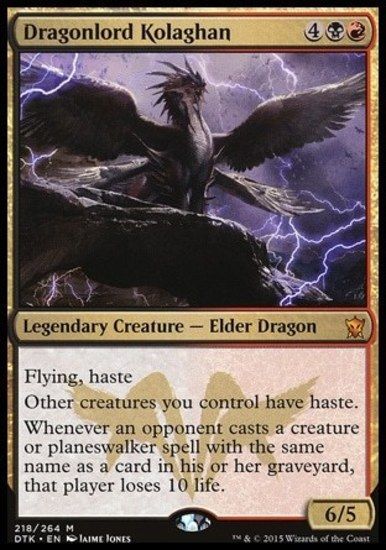 Dragonlord Kolaghan 4
Legendary Creature — Elder Dragon
Flying, haste
Other creatures you control have haste.
Whenever an opponent casts a creature
or planeswalker spell with the same
name as a card in his or her graveyard,
that player loses 10 life.
6/5
218/264 M
DTK • EN Jaime Jones
™ & © 2015 Wizards of the Coast